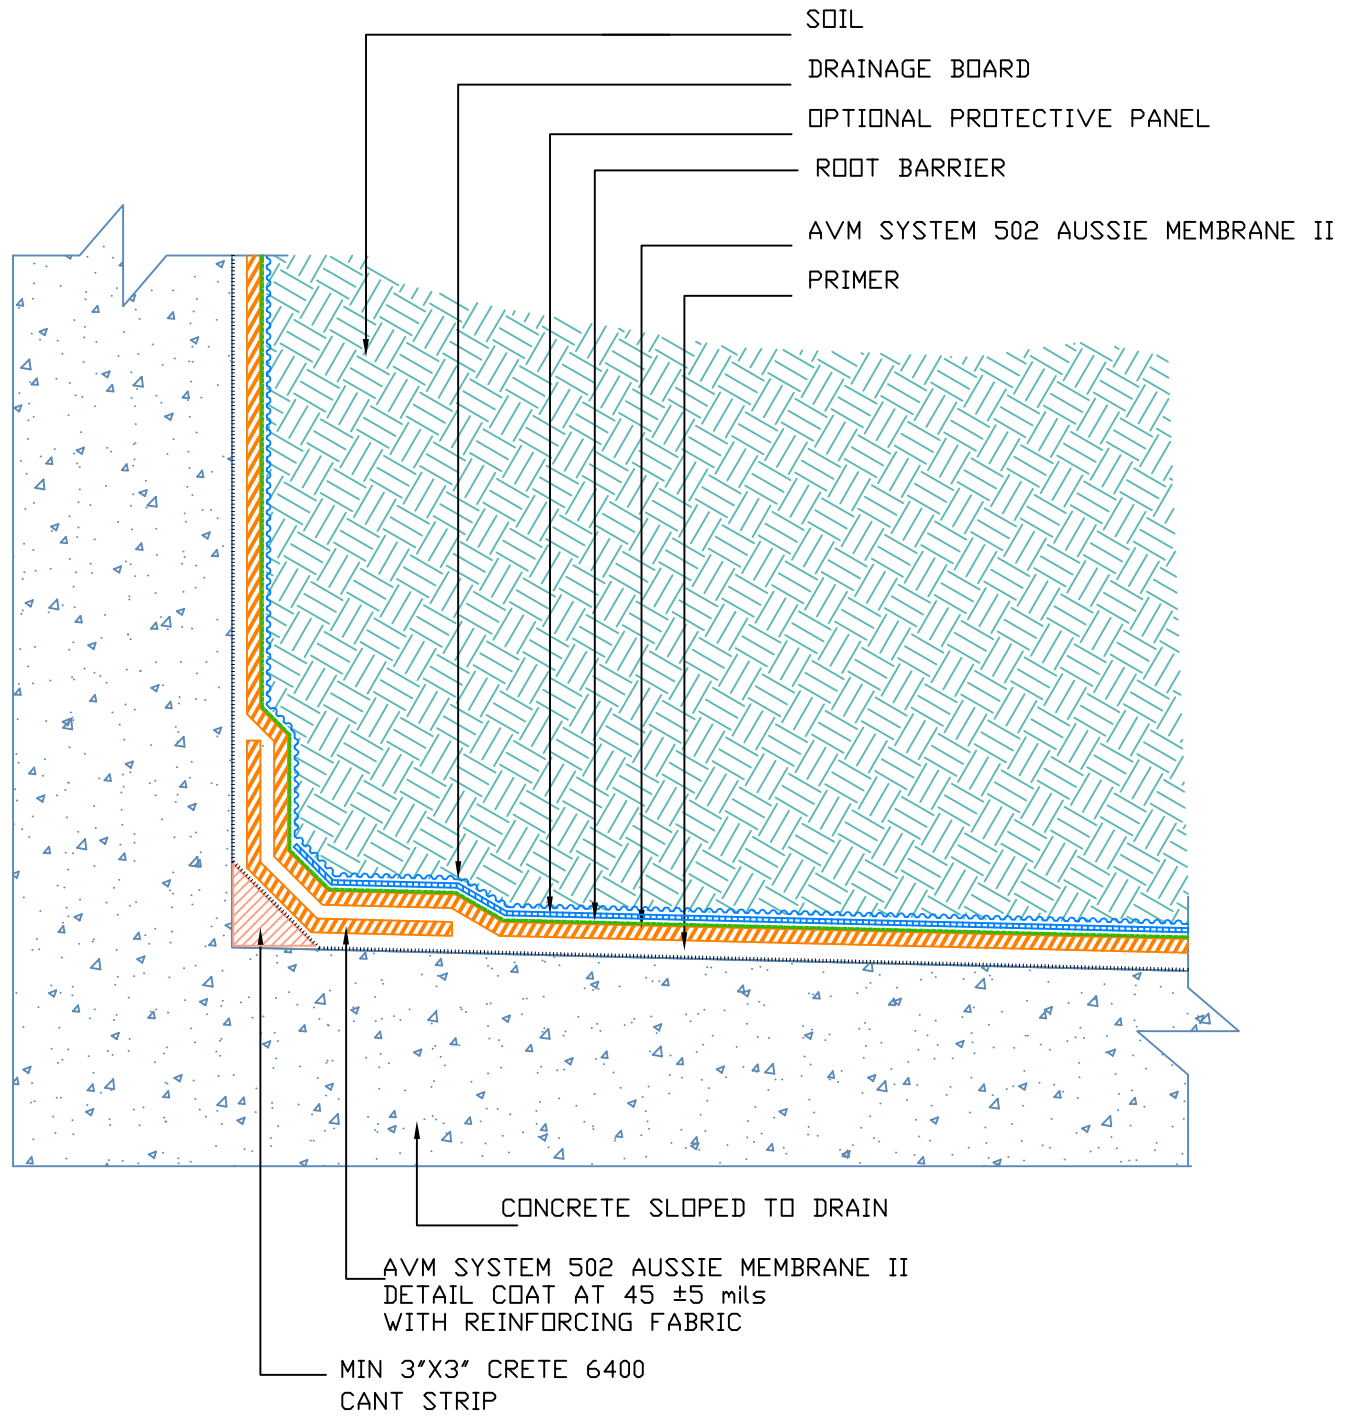 SOIL
DRAINAGE BOARD
OPTIONAL PROTECTIVE PANEL
ROOT BARRIER
AVM SYSTEM 502 AUSSIE MEMBRANE II
PRIMER
CONCRETE SLOPED TO DRAIN
AVM SYSTEM 502 AUSSIE MEMBRANE II
DETAIL COAT AT 45 ±5 mils
WITH REINFORCING FABRIC
MIN 3"X3" CRETE 6400
CANT STRIP